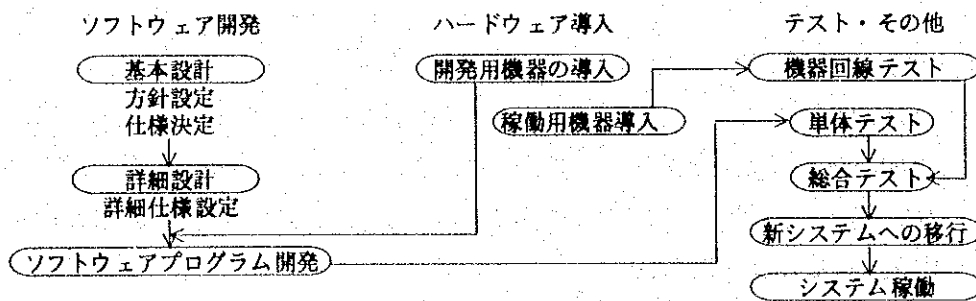 ソフトウェア開発
基本設計
方針設定
仕様決定
詳細設計
詳細仕様設定
ソフトウェアプログラム開発
ハードウェア導入
開発用機器の導入
稼働用機器導入
テスト・その他
機器回線テスト
単体テスト
総合テスト
新システムへの移行
システム稼働